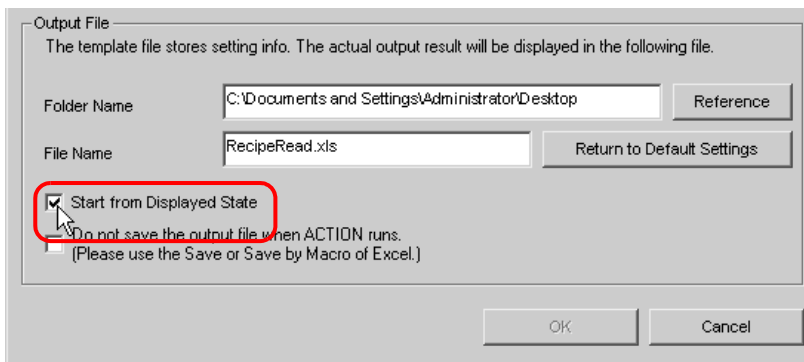 Output File
The template file stores setting info. The actual output result will be displayed in the following file.
Folder Name
C:\Documents and Settings\Administrator\Desktop
Reference
File Name
RecipeRead.xls
Return to Default Settings
Start from Displayed State
Do not save the output file when ACTION runs.
(Please use the Save or Save by Macro of Excel.)
OK
Cancel